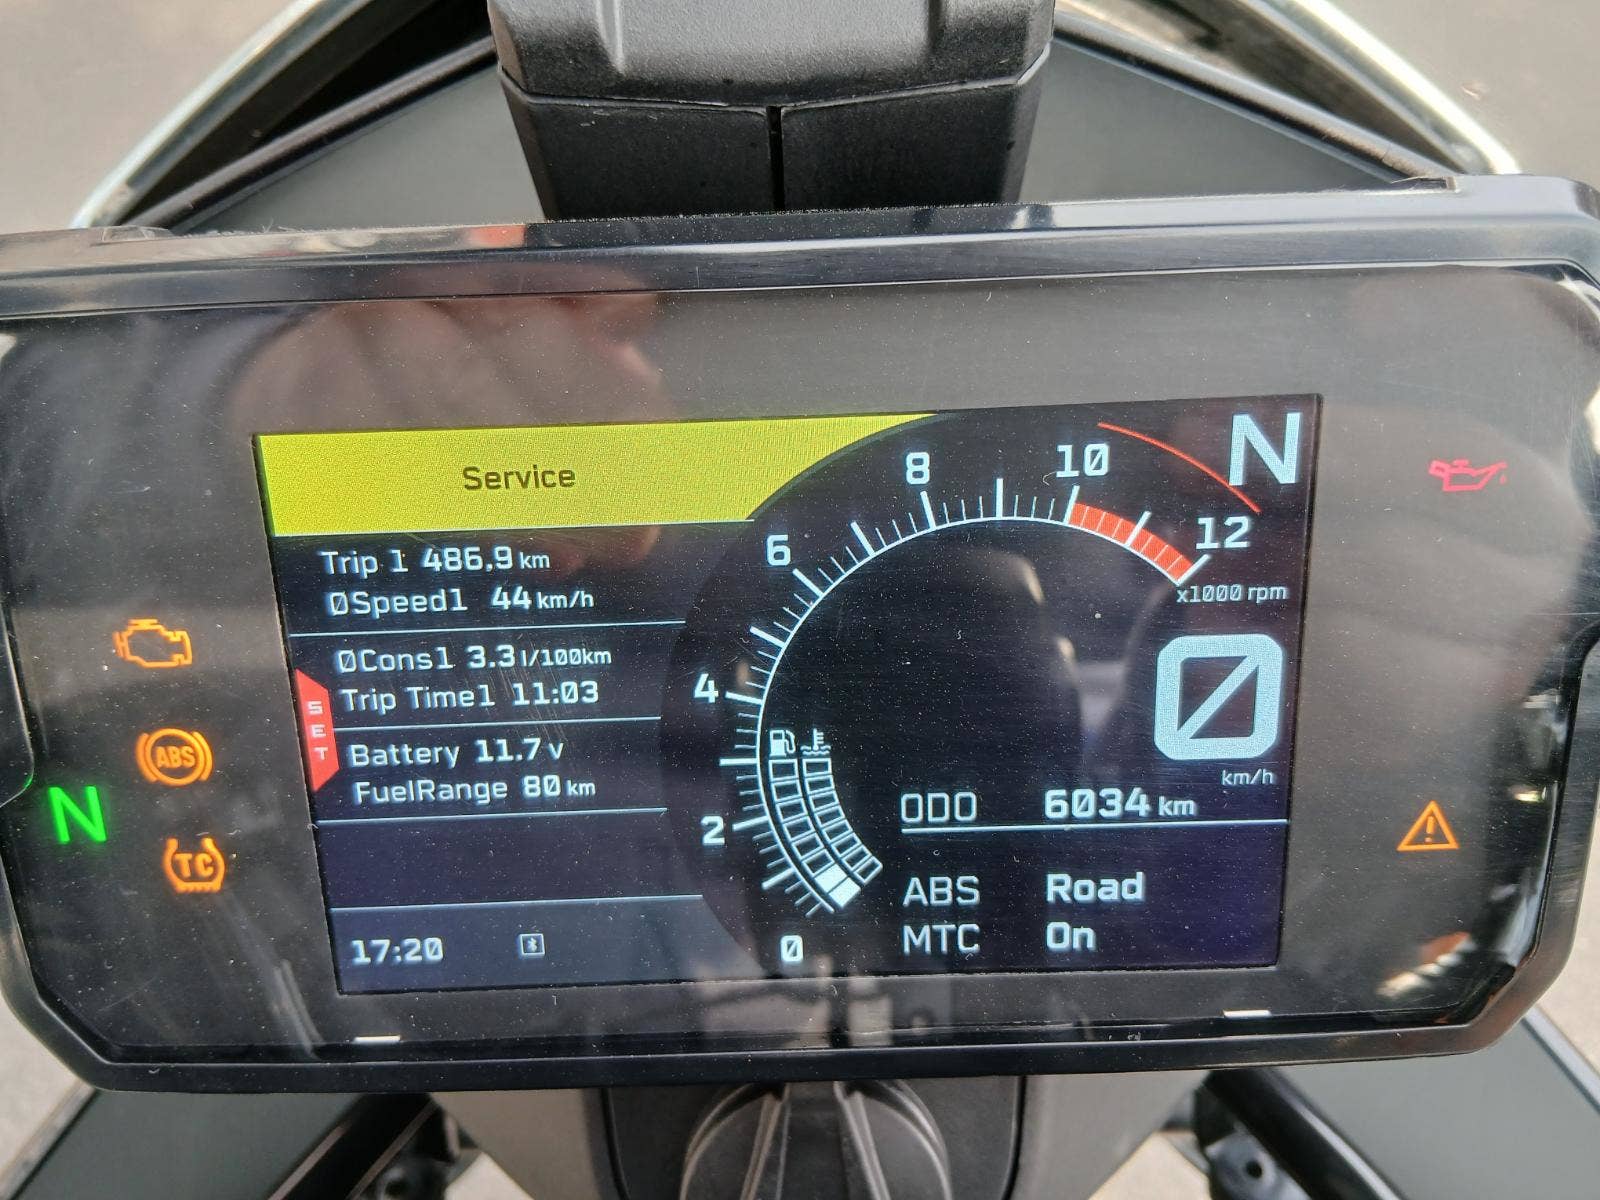 Service
Trip 1 486.9 km
ØSpeed1 44 km/h
ØCons1 3.3 l/100km
Trip Time1 11:03
SET
Battery 11.7 V
FuelRange 80 km
17:20
0
2
4
6
8
10
12
x1000 rpm
N
0
km/h
ODO 6034 km
ABS Road
MTC On
ABS
N
TC
!